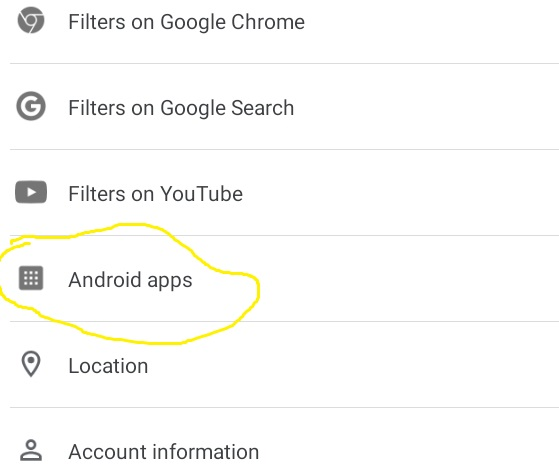 Filters on Google Chrome
Filters on Google Search
Filters on YouTube
Android apps
Location
Account information